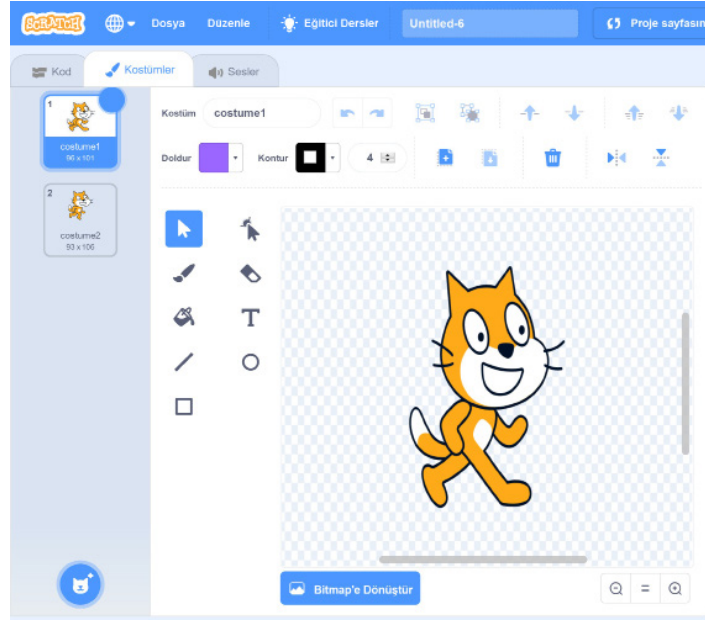 SCRATCH Dosya Düzenle Eğitici Dersler Untitled-6 Proje sayfasın
Kod Kostümler Sesler
1
costume1
96 x 101
2
costume2
93 x 106
Kostüm costume1
Doldur Kontur 4
T
Bitmap'e Dönüştür